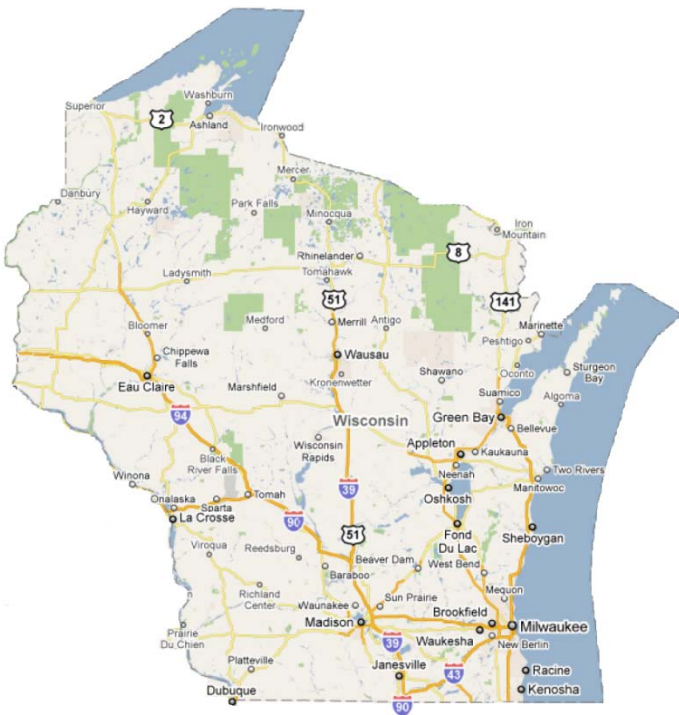 Washburn
Superior
2
Ashland
Ironwood
Mercer
Danbury
Hayward
Park Falls
Minocqua
Iron
Mountain
Rhinelander
8
Ladysmith
Tomahawk
51
141
Bloomer
Medford
Merrill
Antigo
Marinette
Peshtigo
Chippewa
Falls
Wausau
Eau Claire
Kronenwetter
Shawano
Oconto
Sturgeon
Bay
Marshfield
Suamico
Algoma
94
Wisconsin
Green Bay
Bellevue
Black
River Falls
Wisconsin
Rapids
Appleton
Kaukauna
Neenah
Two Rivers
Winona
39
Manitowoc
Onalaska
Sparta
Tomah
Oshkosh
La Crosse
90
51
Fond
Du Lac
Sheboygan
Viroqua
Reedsburg
Beaver Dam
West Bend
Baraboo
Richland
Center
Waunakee
Sun Prairie
Mequon
Prairie
Du Chien
Madison
Brookfield
Milwaukee
Waukesha
New Berlin
39
Platteville
Janesville
43
Racine
Dubuque
Kenosha
90